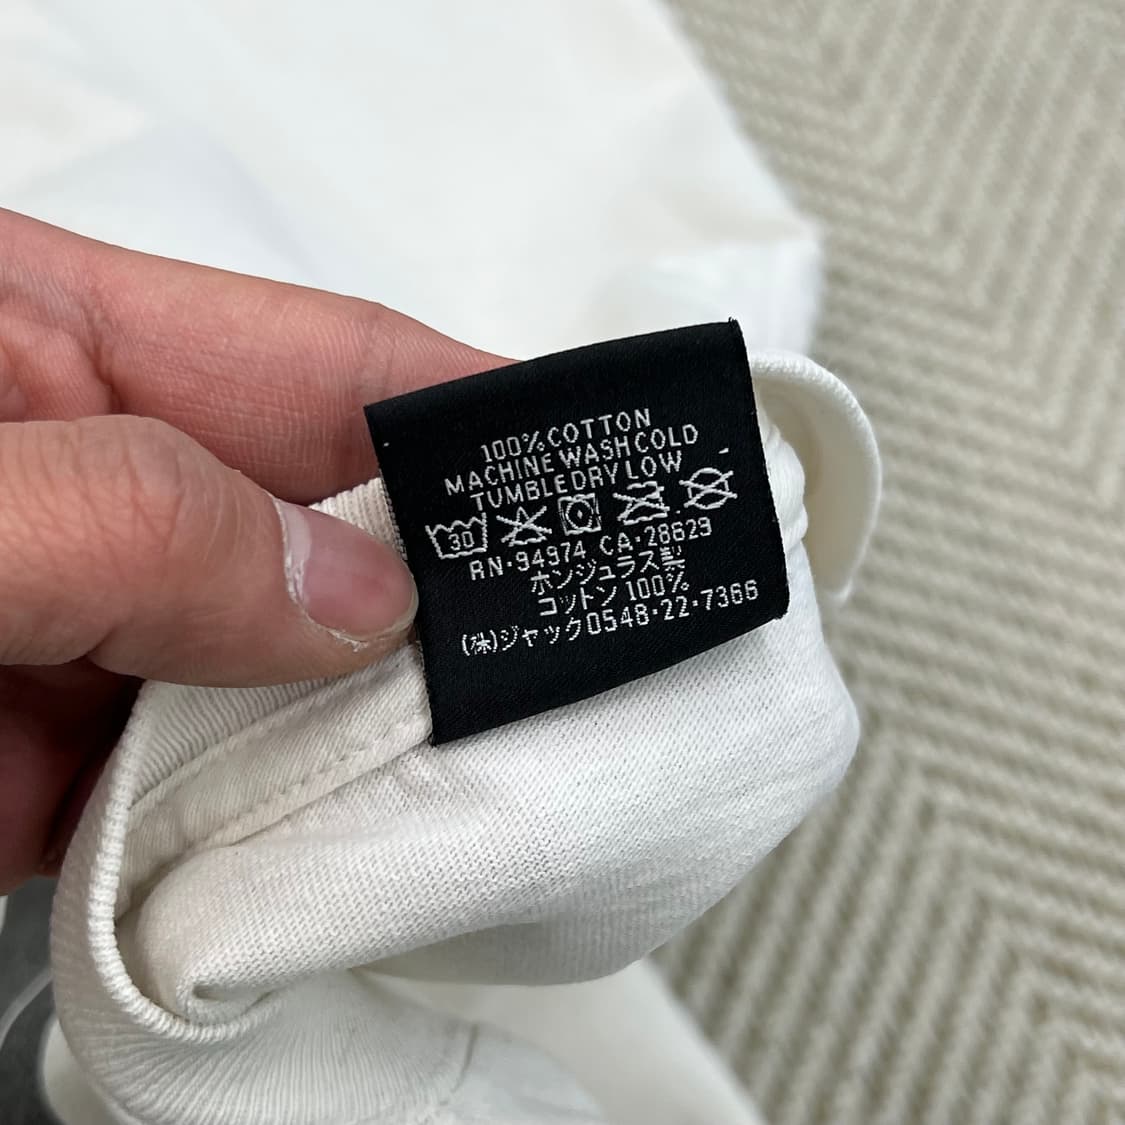 100% COTTON
MACHINE WASH COLD
TUMBLE DRY LOW
30
RN·94974 CA·28629
ホンジュラス製
コットン 100%
(株)ジャック0548·22·7366